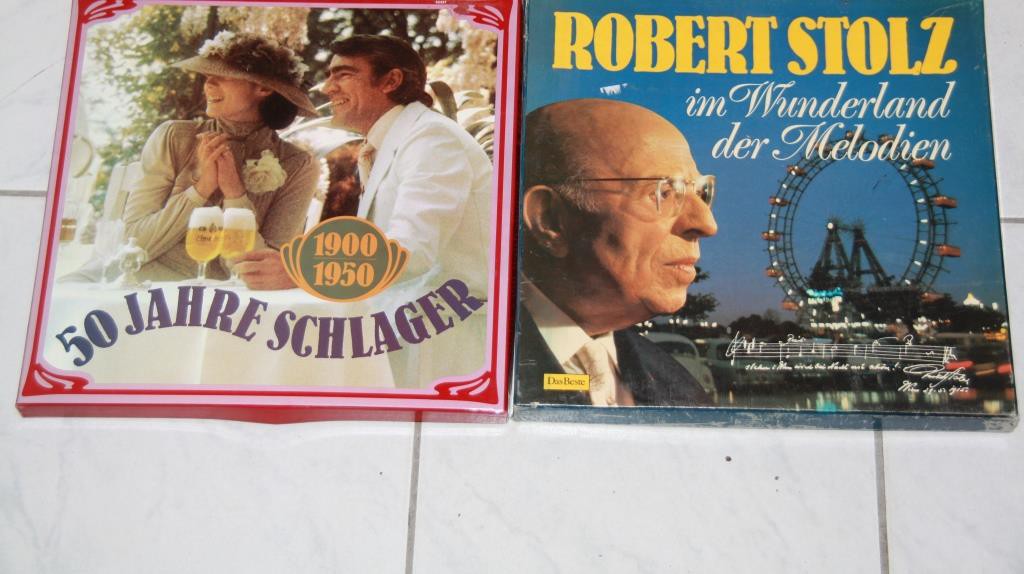 1900
1950
50 JAHRE SCHLAGER
ROBERT STOLZ
im Wunderland
der Melodien
Das Beste